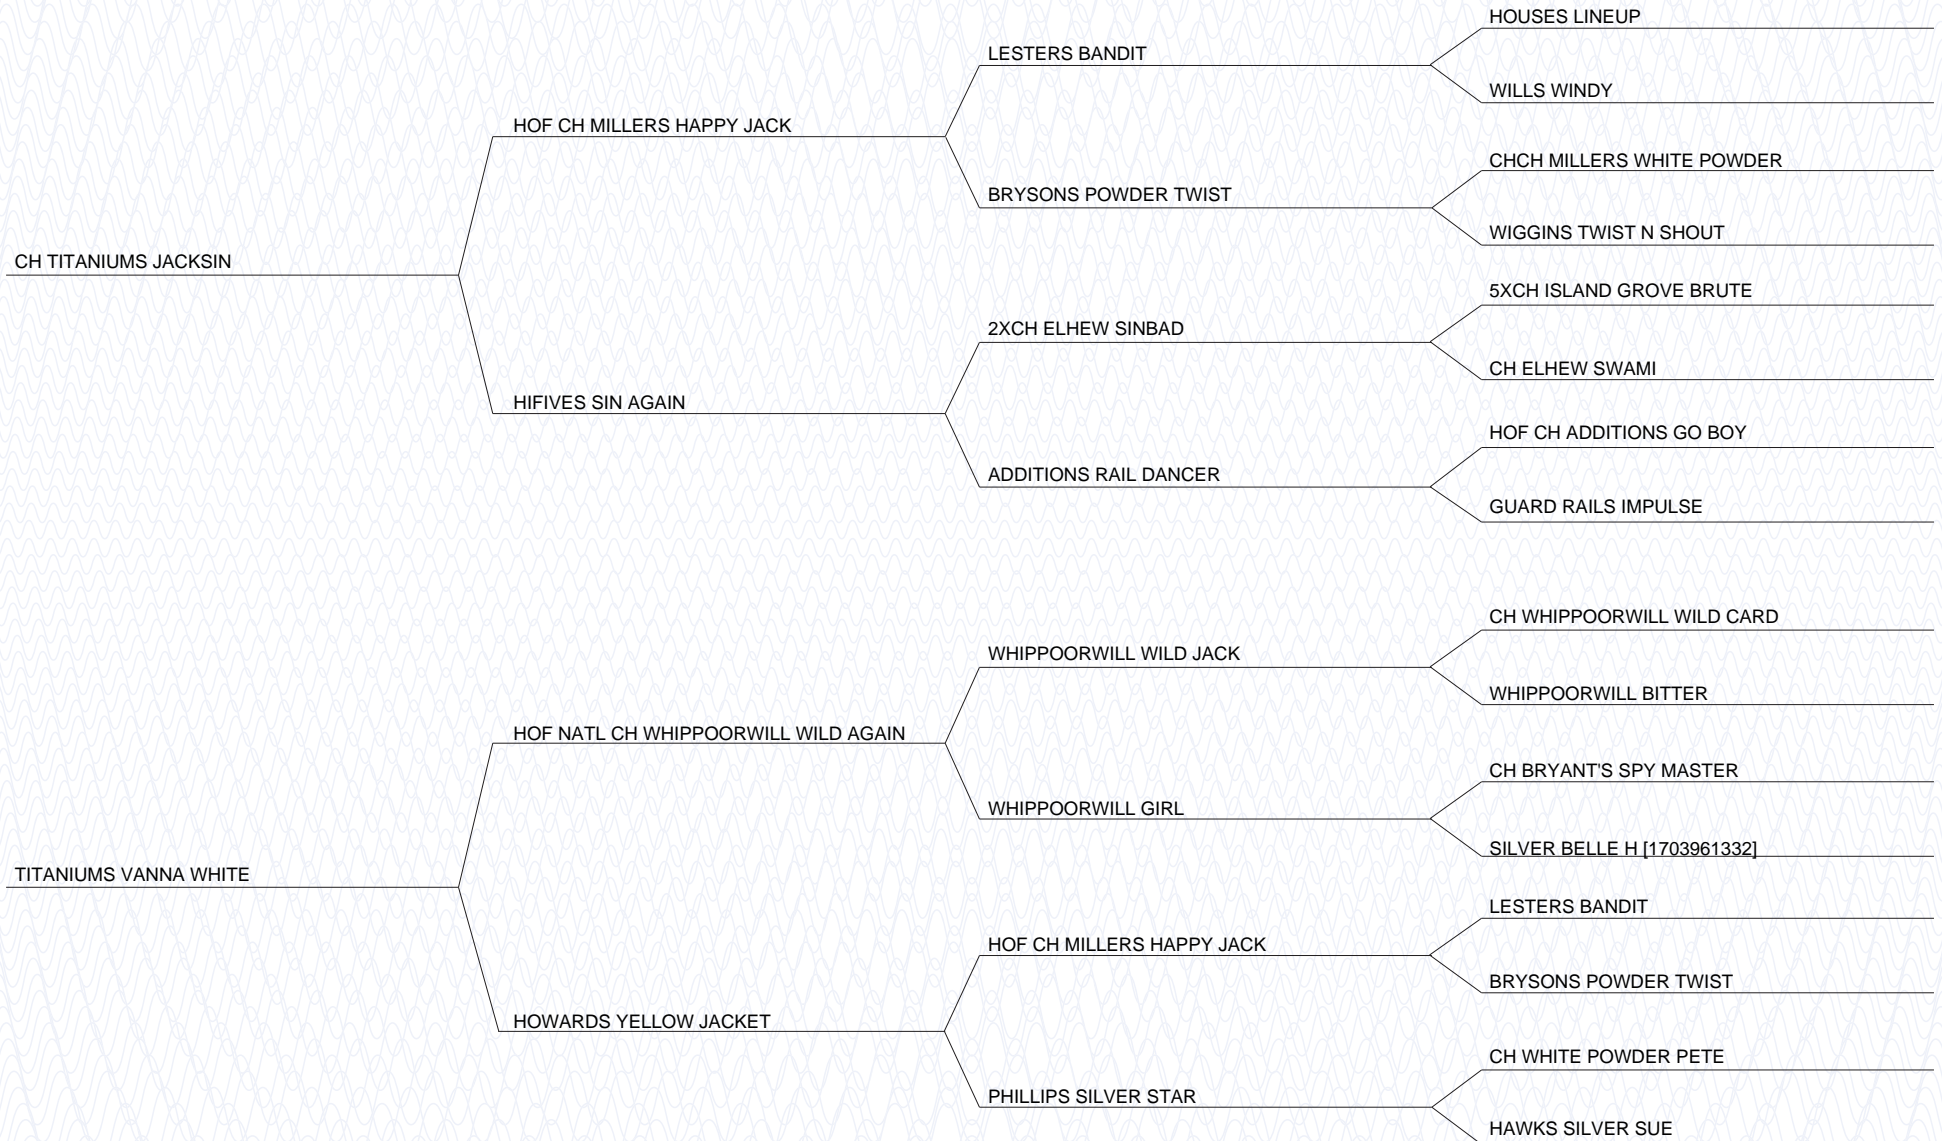 HOUSES LINEUP
LESTERS BANDIT
WILLS WINDY
HOF CH MILLERS HAPPY JACK
CHCH MILLERS WHITE POWDER
BRYSONS POWDER TWIST
WIGGINS TWIST N SHOUT
CH TITANIUMS JACKSIN
5XCH ISLAND GROVE BRUTE
2XCH ELHEW SINBAD
CH ELHEW SWAMI
HIFIVES SIN AGAIN
HOF CH ADDITIONS GO BOY
ADDITIONS RAIL DANCER
GUARD RAILS IMPULSE
CH WHIPPOORWILL WILD CARD
WHIPPOORWILL WILD JACK
WHIPPOORWILL BITTER
HOF NATL CH WHIPPOORWILL WILD AGAIN
CH BRYANT'S SPY MASTER
WHIPPOORWILL GIRL
SILVER BELLE H [1703961332]
TITANIUMS VANNA WHITE
LESTERS BANDIT
HOF CH MILLERS HAPPY JACK
BRYSONS POWDER TWIST
HOWARDS YELLOW JACKET
CH WHITE POWDER PETE
PHILLIPS SILVER STAR
HAWKS SILVER SUE